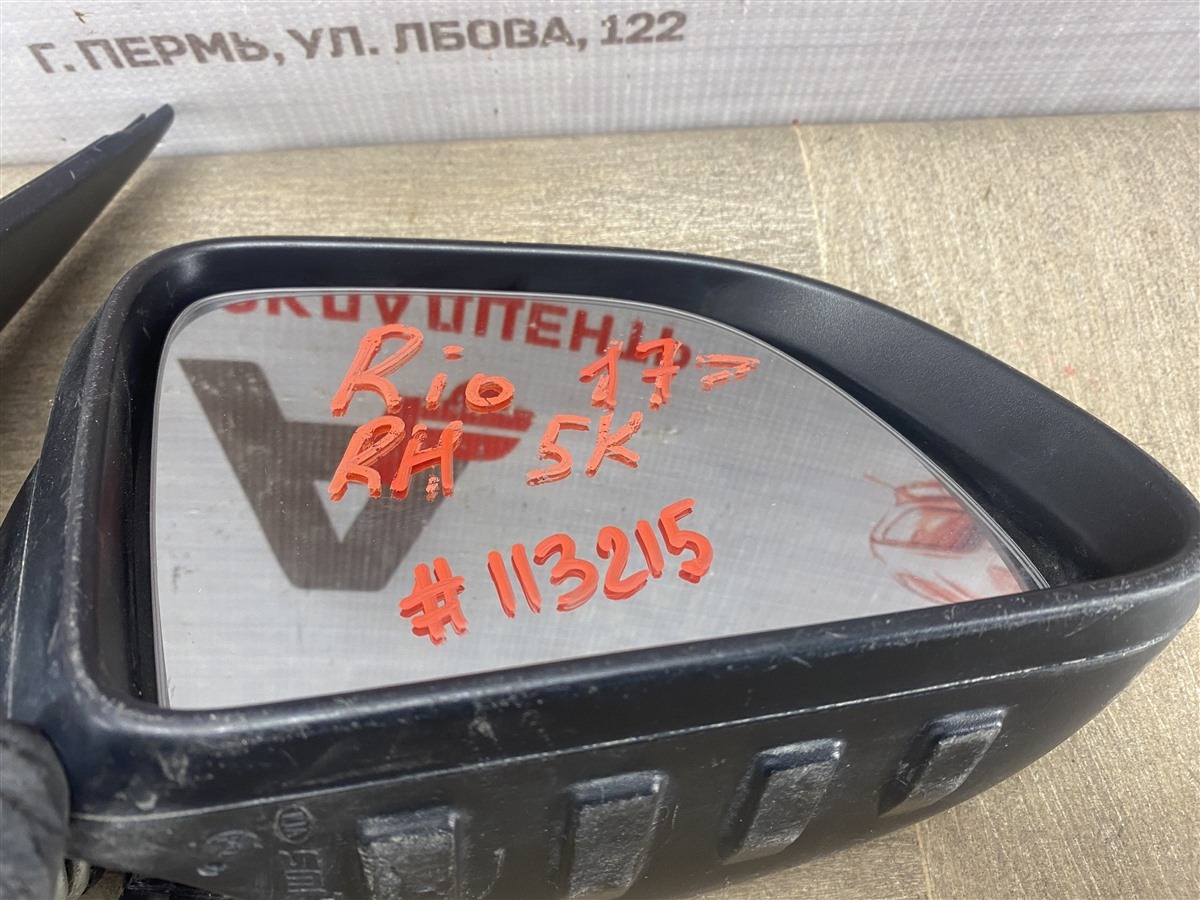 Г. ПЕРМЬ, УЛ. ЛБОВА, 122
Rio 17>
RH 5K
#113215